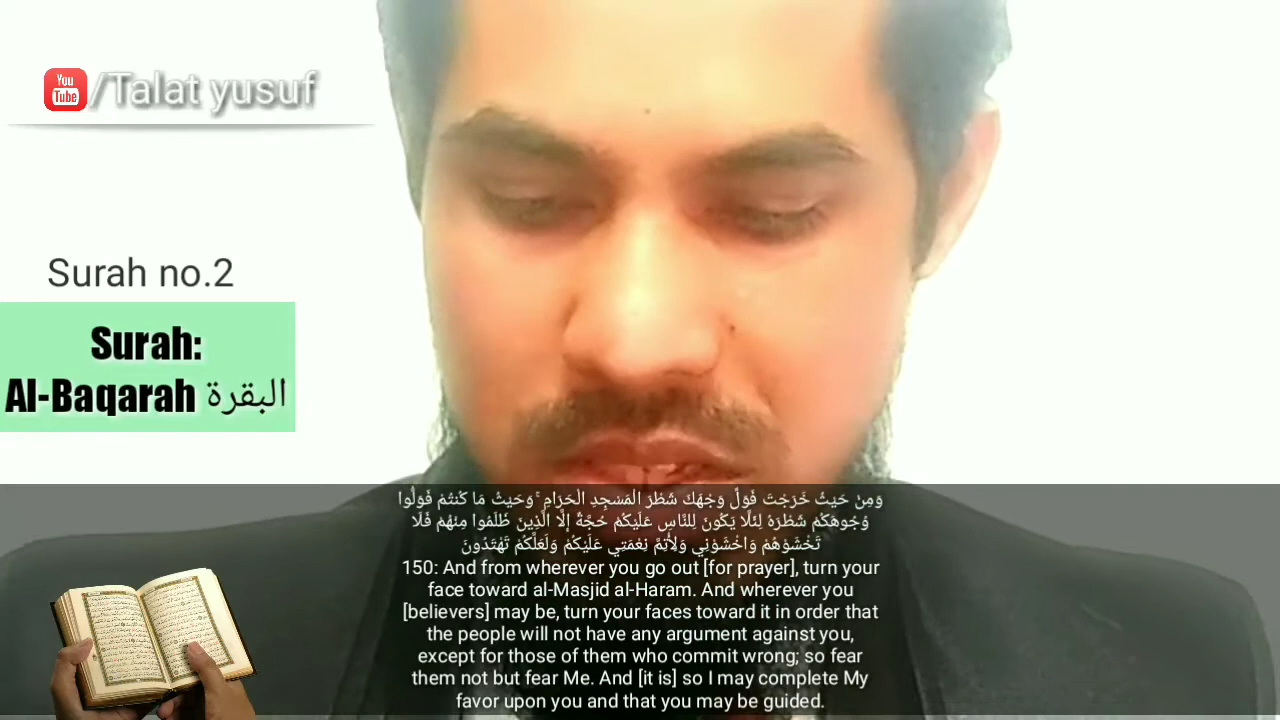 You
Tube
/Talat yusuf
Surah no.2
Surah:
Al-Baqarah البقرة
وَمِنْ حَيْثُ خَرَجْتَ فَوَلِّ وَجْهَكَ شَطْرَ الْمَسْجِدِ الْحَرَامِ ۚ وَحَيْثُ مَا كُنْتُمْ فَوَلُّوا
وُجُوهَكُمْ شَطْرَهُ لِئَلَّا يَكُونَ لِلنَّاسِ عَلَيْكُمْ حُجَّةٌ إِلَّا الَّذِينَ ظَلَمُوا مِنْهُمْ فَلَا
تَخْشَوْهُمْ وَاخْشَوْنِي وَلِأُتِمَّ نِعْمَتِي عَلَيْكُمْ وَلَعَلَّكُمْ تَهْتَدُونَ
150: And from wherever you go out [for prayer], turn your
face toward al-Masjid al-Haram. And wherever you
[believers] may be, turn your faces toward it in order that
the people will not have any argument against you,
except for those of them who commit wrong; so fear
them not but fear Me. And [it is] so I may complete My
favor upon you and that you may be guided.